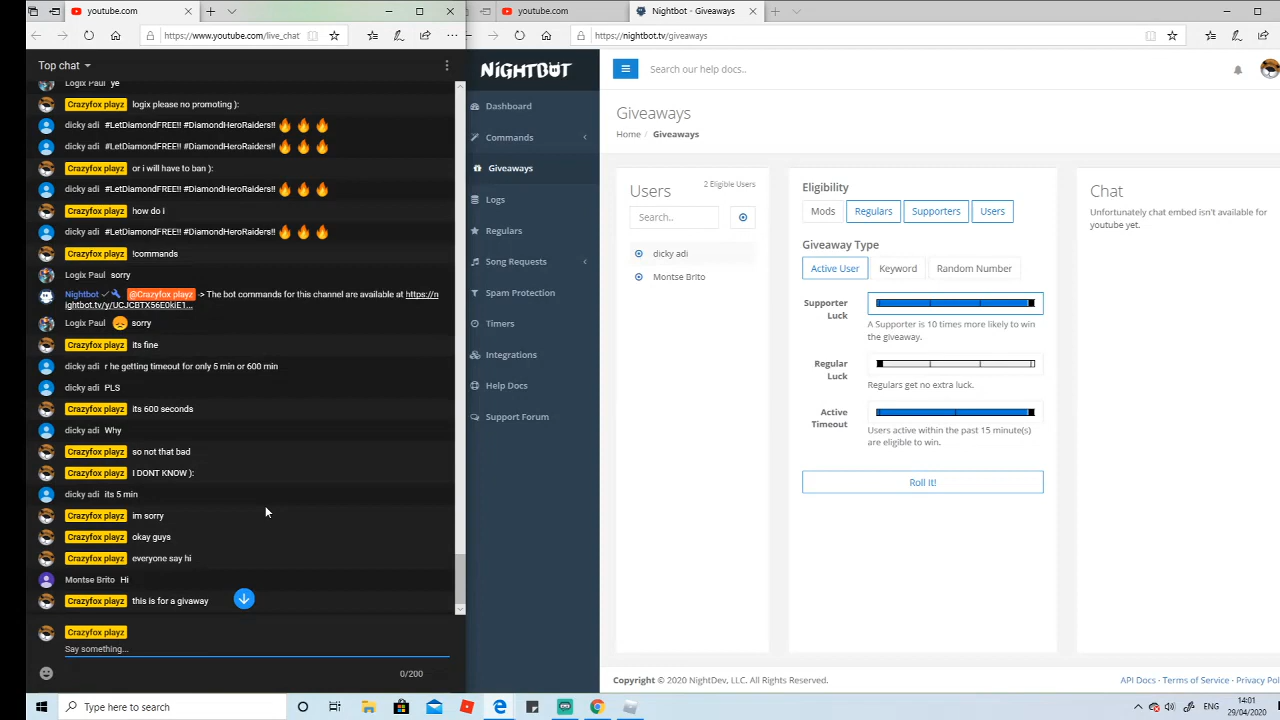 youtube.com
https://www.youtube.com/live_chat
Top chat
Logix Paul ye
Crazyfox playz logix please no promoting ):
dicky adi #LetDiamondFREE!! #DiamondHeroRaiders!! 🔥 🔥 🔥
dicky adi #LetDiamondFREE!! #DiamondHeroRaiders!! 🔥 🔥 🔥
Crazyfox playz or i will have to ban ):
dicky adi #LetDiamondFREE!! #DiamondHeroRaiders!! 🔥 🔥 🔥
Crazyfox playz how do i
dicky adi #LetDiamondFREE!! #DiamondHeroRaiders!! 🔥 🔥 🔥
Crazyfox playz !commands
Logix Paul sorry
Nightbot @Crazyfox playz -> The bot commands for this channel are available at https://n
ightbot.tv/y/UCJCBTX56E0kIE1...
Logix Paul 😞 sorry
Crazyfox playz Its fine
dicky adi r he getting timeout for only 5 min or 600 min
dicky adi PLS
Crazyfox playz its 600 seconds
dicky adi Why
Crazyfox playz so not that bad
Crazyfox playz I DONT KNOW ):
dicky adi its 5 min
Crazyfox playz im sorry
Crazyfox playz okay guys
Crazyfox playz everyone say hi
Montse Brito Hi
Crazyfox playz this is for a givaway
Crazyfox playz
Say something...
0/200
youtube.com
Nightbot - Giveaways
https://nightbot.tv/giveaways
NIGHTBOT
Search our help docs..
Dashboard
Commands
Giveaways
Logs
Regulars
Song Requests
Spam Protection
Timers
Integrations
Help Docs
Support Forum
Giveaways
Home / Giveaways
Users
2 Eligible Users
Search..
dicky adi
Montse Brito
Eligibility
Mods Regulars Supporters Users
Giveaway Type
Active User Keyword Random Number
Supporter
Luck
A Supporter is 10 times more likely to win
the giveaway.
Regular
Luck
Regulars get no extra luck.
Active
Timeout
Users active within the past 15 minute(s)
are eligible to win.
Roll It!
Chat
Unfortunately chat embed isn't available for
youtube yet.
Copyright © 2020 NightDev, LLC. All Rights Reserved.
API Docs · Terms of Service · Privacy Pol
Type here to search
ENG
14:01
29/04/2020